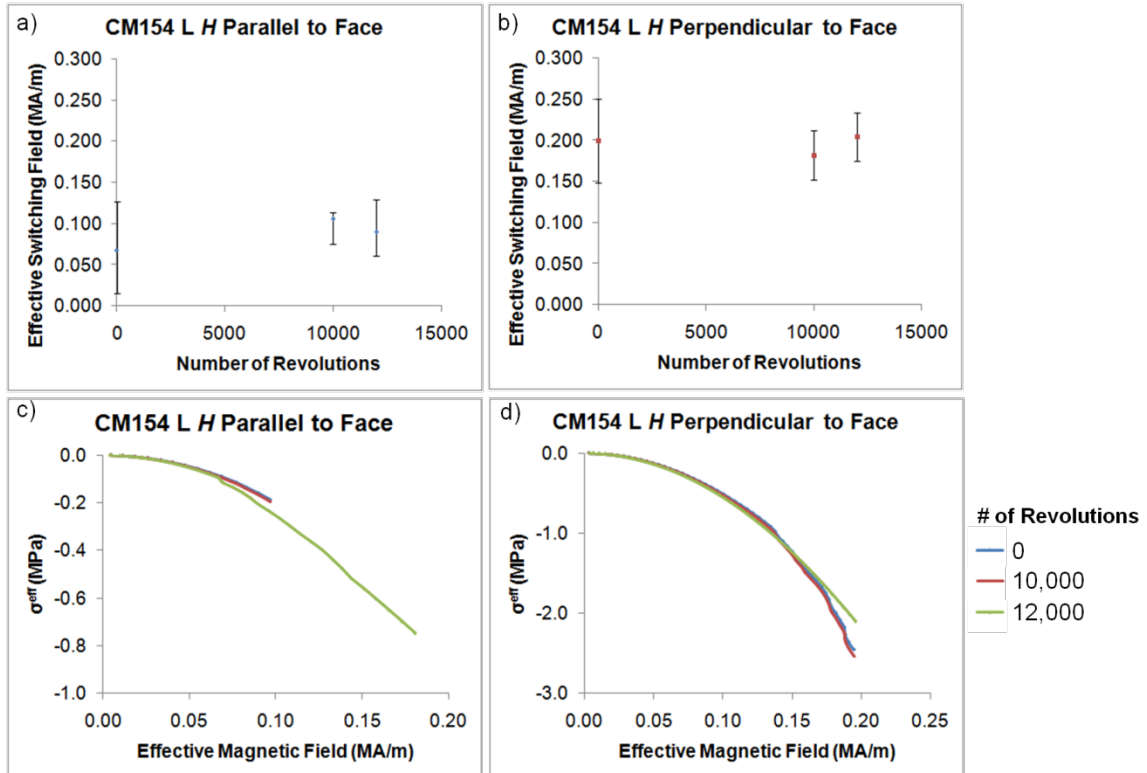 a)
CM154 L H Parallel to Face
Effective Switching Field (MA/m)
0.300
0.250
0.200
0.150
0.100
0.050
0.000
0 5000 10000 15000
Number of Revolutions
b)
CM154 L H Perpendicular to Face
Effective Switching Field (MA/m)
0.300
0.250
0.200
0.150
0.100
0.050
0.000
0 5000 10000 15000
Number of Revolutions
c)
CM154 L H Parallel to Face
σeff (MPa)
0.0
-0.2
-0.4
-0.6
-0.8
-1.0
0.00 0.05 0.10 0.15 0.20
Effective Magnetic Field (MA/m)
d)
CM154 L H Perpendicular to Face
σeff (MPa)
0.0
-1.0
-2.0
-3.0
0.00 0.05 0.10 0.15 0.20 0.25
Effective Magnetic Field (MA/m)
# of Revolutions
0
10,000
12,000